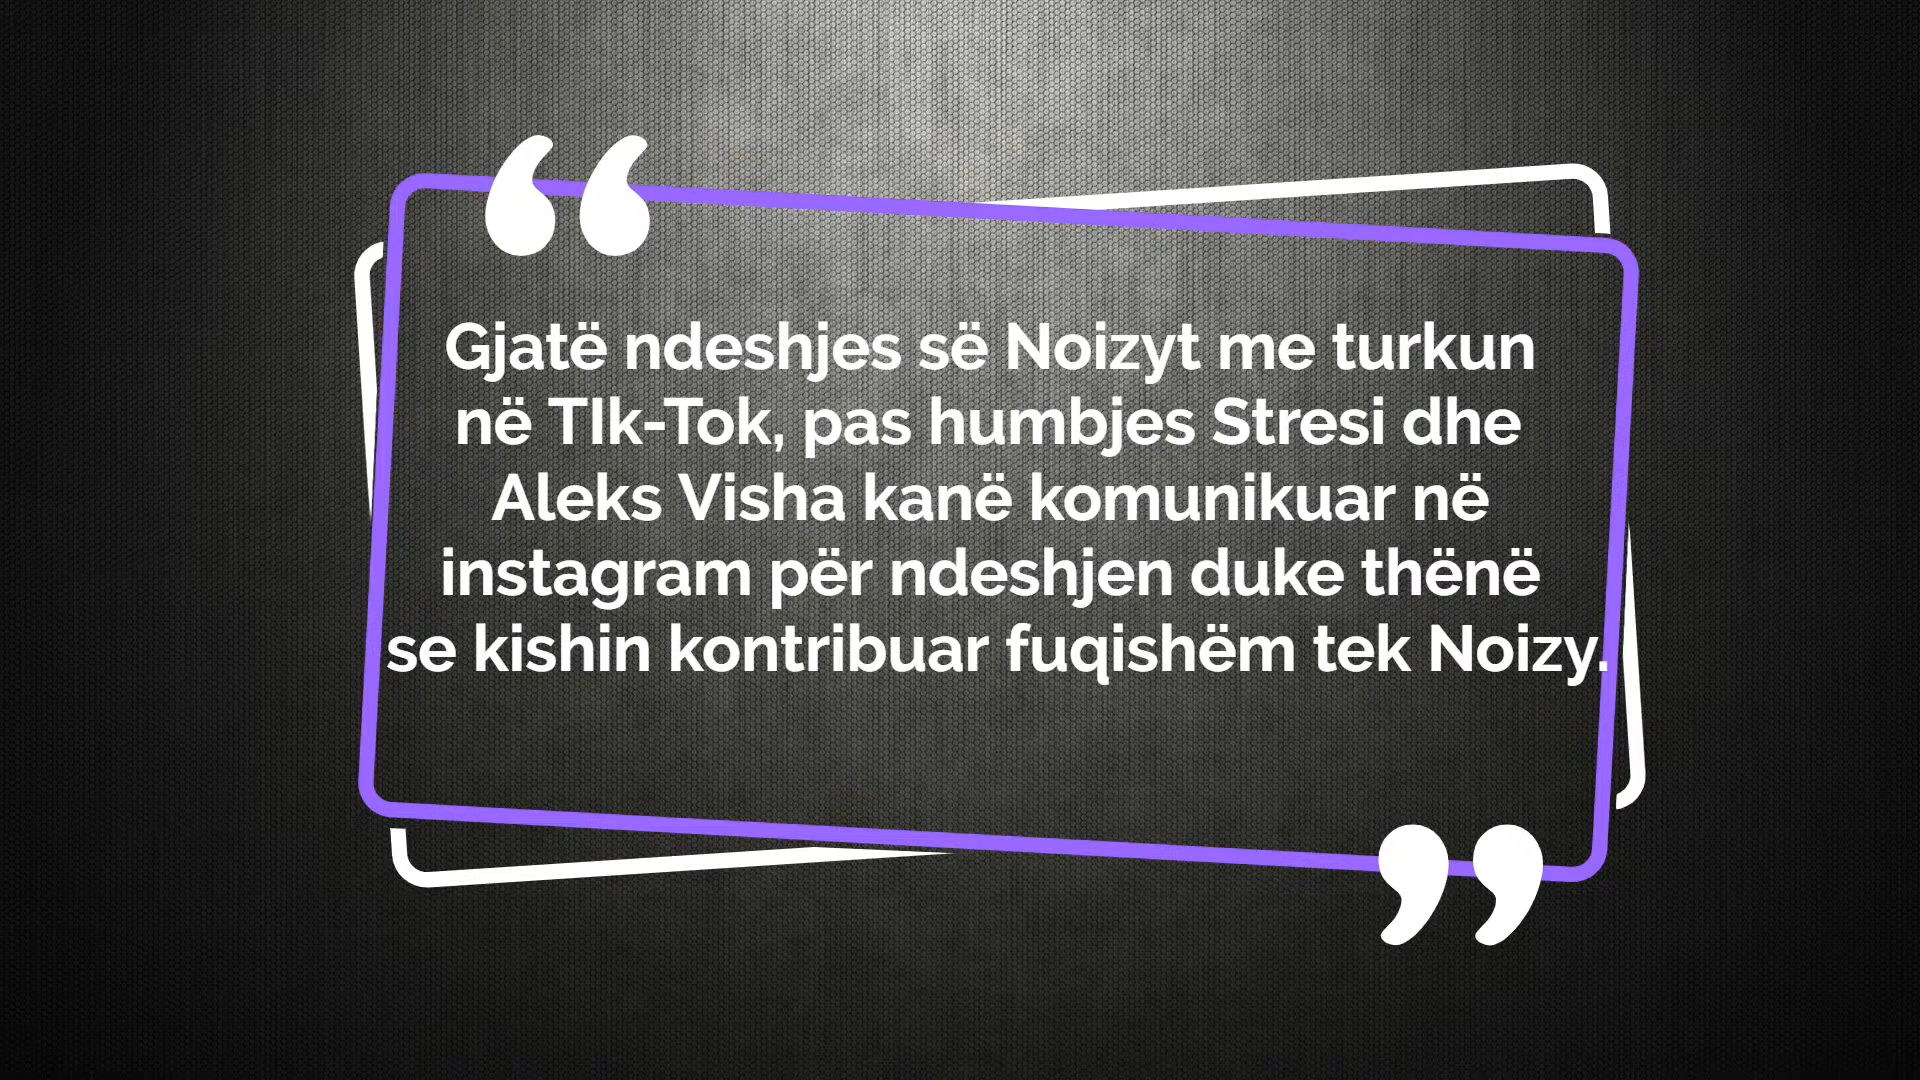 Gjatë ndeshjes së Noizyt me turkun
në TIk-Tok, pas humbjes Stresi dhe
Aleks Visha kanë komunikuar në
instagram për ndeshjen duke thënë
se kishin kontribuar fuqishëm tek Noizy.